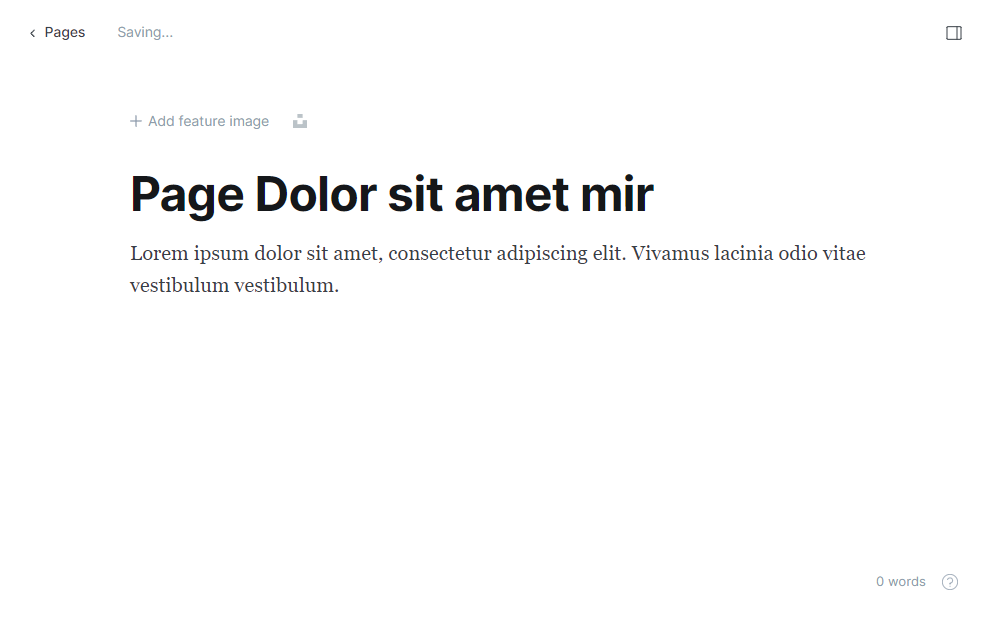 Pages
Saving...
Add feature image
Page Dolor sit amet mir
Lorem ipsum dolor sit amet, consectetur adipiscing elit. Vivamus lacinia odio vitae
vestibulum vestibulum.
0 words